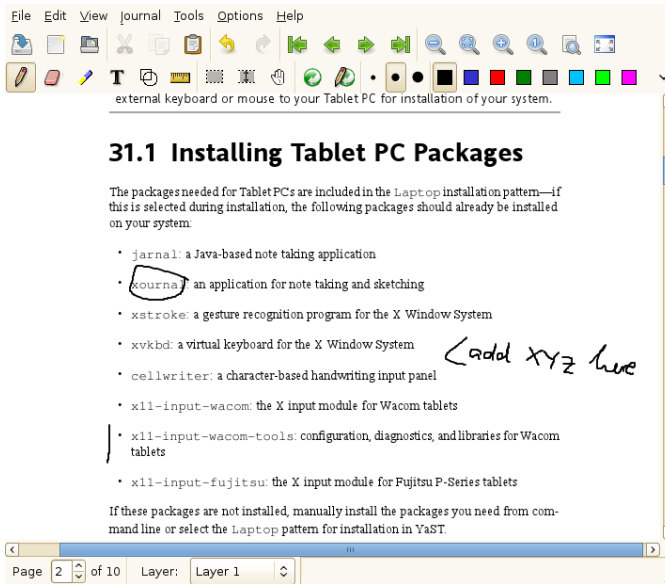 File Edit View Journal Tools Options Help
T
external keyboard or mouse to your Tablet PC for installation of your system.
31.1 Installing Tablet PC Packages
The packages needed for Tablet PCs are included in the Laptop installation pattern—if
this is selected during installation, the following packages should already be installed
on your system:
• jarnal: a Java-based note taking application
• xournal: an application for note taking and sketching
• xstroke: a gesture recognition program for the X Window System
• xvkbd: a virtual keyboard for the X Window System
<add XYZ here
• cellwriter: a character-based handwriting input panel
• x11-input-wacom: the X input module for Wacom tablets
• x11-input-wacom-tools: configuration, diagnostics, and libraries for Wacom
tablets
• x11-input-fujitsu: the X input module for Fujitsu P-Series tablets
If these packages are not installed, manually install the packages you need from com-
mand line or select the Laptop pattern for installation in YaST.
Page 2 of 10 Layer: Layer 1